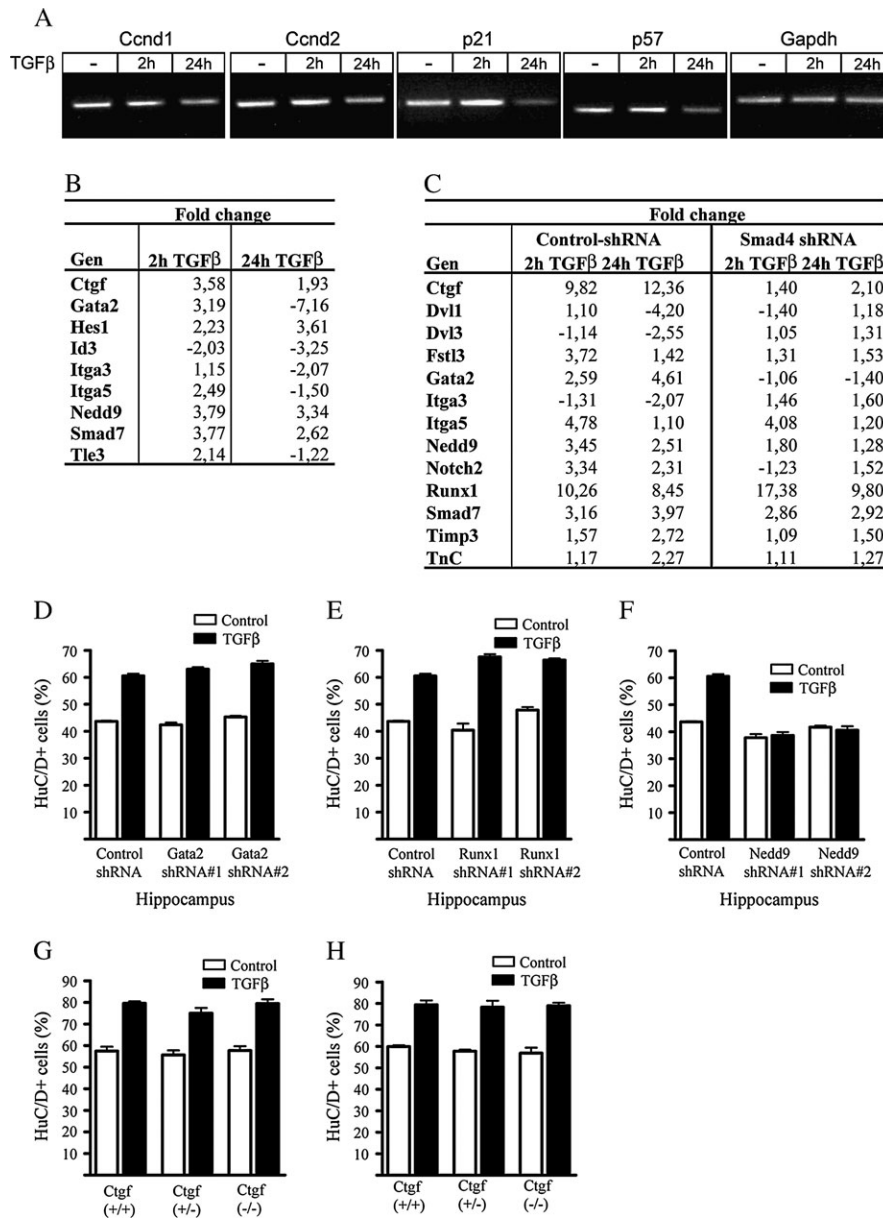 A
Ccnd1 Ccnd2 p21 p57 Gapdh
TGFβ - 2h 24h - 2h 24h - 2h 24h - 2h 24h - 2h 24h
B
Fold change
Gen 2h TGFβ 24h TGFβ
Ctgf 3,58 1,93
Gata2 3,19 -7,16
Hes1 2,23 3,61
Id3 -2,03 -3,25
Itga3 1,15 -2,07
Itga5 2,49 -1,50
Nedd9 3,79 3,34
Smad7 3,77 2,62
Tle3 2,14 -1,22
C
Fold change
Control-shRNA Smad4 shRNA
Gen 2h TGFβ 24h TGFβ 2h TGFβ 24h TGFβ
Ctgf 9,82 12,36 1,40 2,10
Dvl1 1,10 -4,20 -1,40 1,18
Dvl3 -1,14 -2,55 1,05 1,31
Fstl3 3,72 1,42 1,31 1,53
Gata2 2,59 4,61 -1,06 -1,40
Itga3 -1,31 -2,07 1,46 1,60
Itga5 4,78 1,10 4,08 1,20
Nedd9 3,45 2,51 1,80 1,28
Notch2 3,34 2,31 -1,23 1,52
Runx1 10,26 8,45 17,38 9,80
Smad7 3,16 3,97 2,86 2,92
Timp3 1,57 2,72 1,09 1,50
TnC 1,17 2,27 1,11 1,27
D
Control
TGFβ
HuC/D+ cells (%)
70
60
50
40
30
20
10
Control Gata2 Gata2
shRNA shRNA#1 shRNA#2
Hippocampus
E
Control
TGFβ
HuC/D+ cells (%)
70
60
50
40
30
20
10
Control Runx1 Runx1
shRNA shRNA#1 shRNA#2
Hippocampus
F
Control
TGFβ
HuC/D+ cells (%)
70
60
50
40
30
20
10
Control Nedd9 Nedd9
shRNA shRNA#1 shRNA#2
Hippocampus
G
Control
TGFβ
HuC/D+ cells (%)
90
80
70
60
50
40
30
20
10
Ctgf Ctgf Ctgf
(+/+) (+/-) (-/-)
H
Control
TGFβ
HuC/D+ cells (%)
90
80
70
60
50
40
30
20
10
Ctgf Ctgf Ctgf
(+/+) (+/-) (-/-)